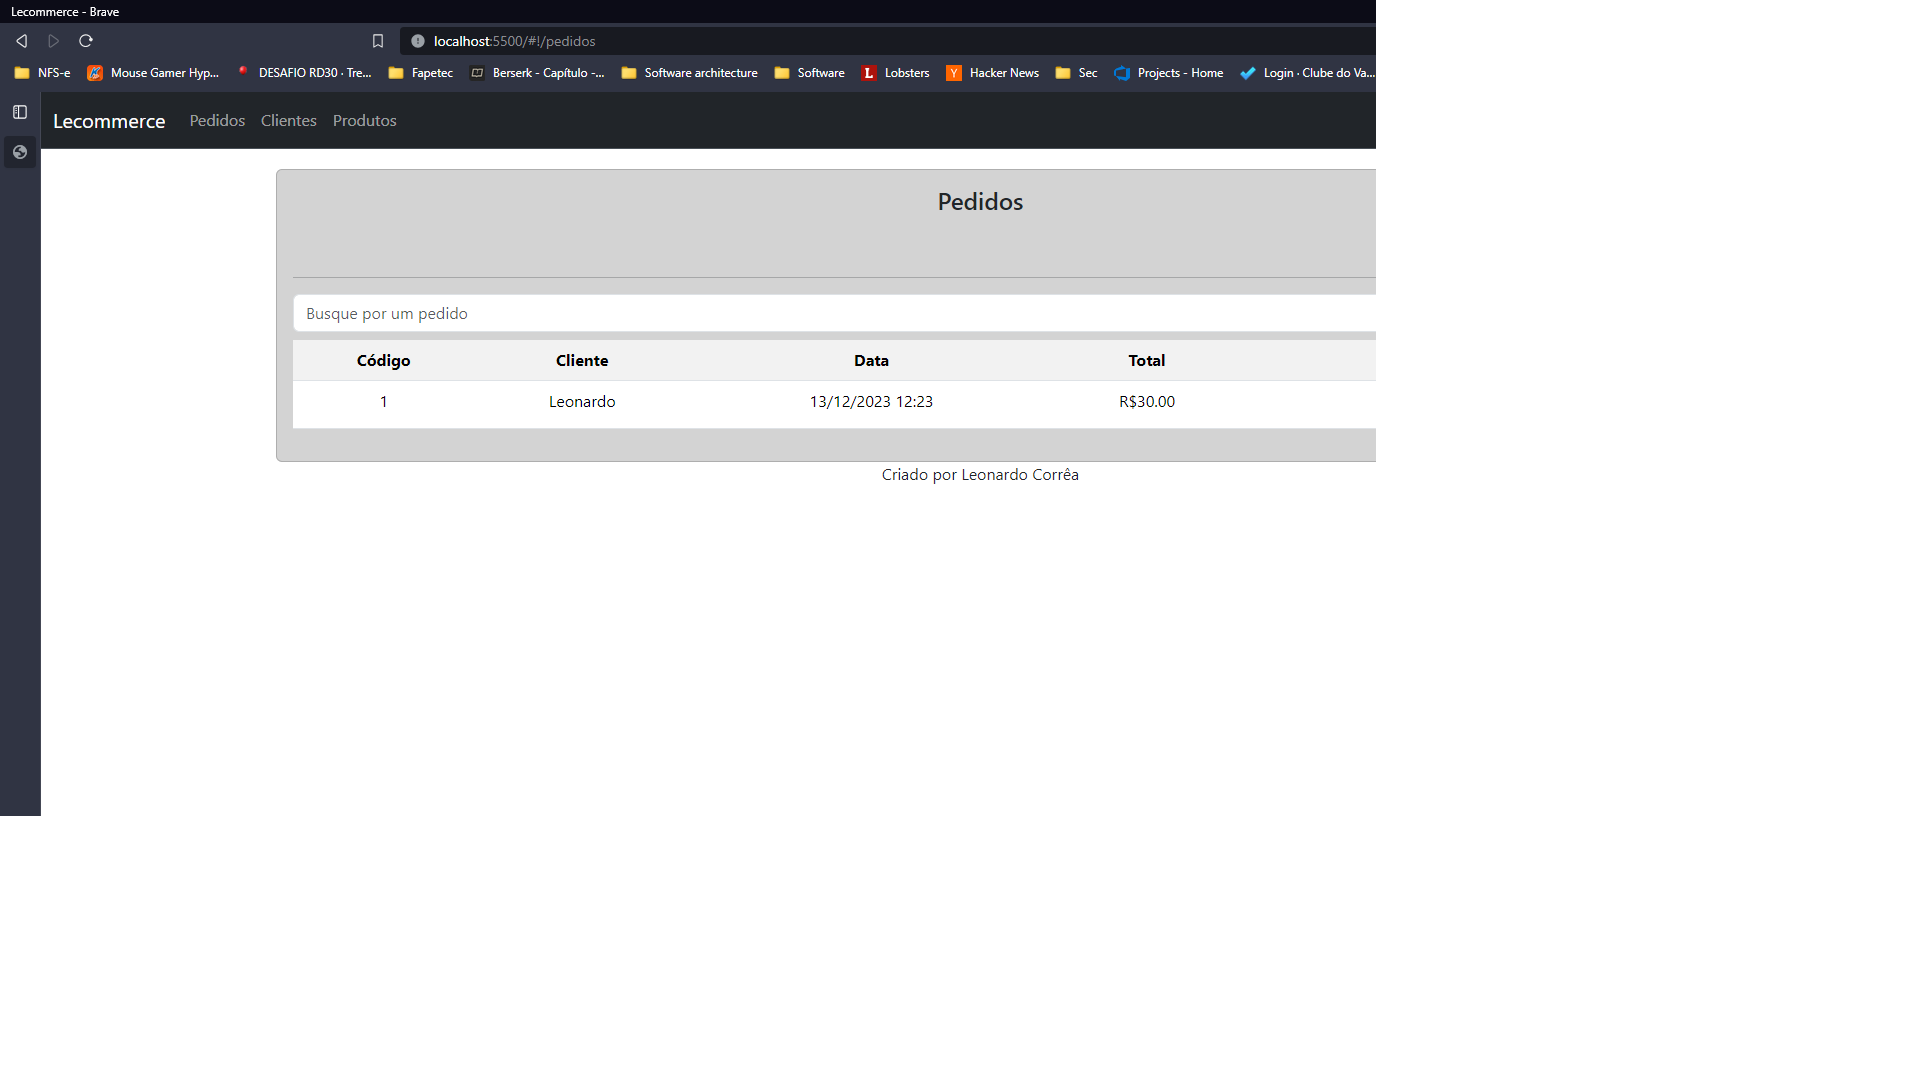 Lecommerce - Brave
localhost:5500/#!/pedidos
NFS-e Mouse Gamer Hyp... DESAFIO RD30 · Tre... Fapetec Berserk - Capítulo -... Software architecture Software Lobsters Hacker News Sec Projects - Home Login · Clube do Va...
Lecommerce Pedidos Clientes Produtos
Pedidos
Busque por um pedido
Código Cliente Data Total
1 Leonardo 13/12/2023 12:23 R$30.00
Criado por Leonardo Corrêa